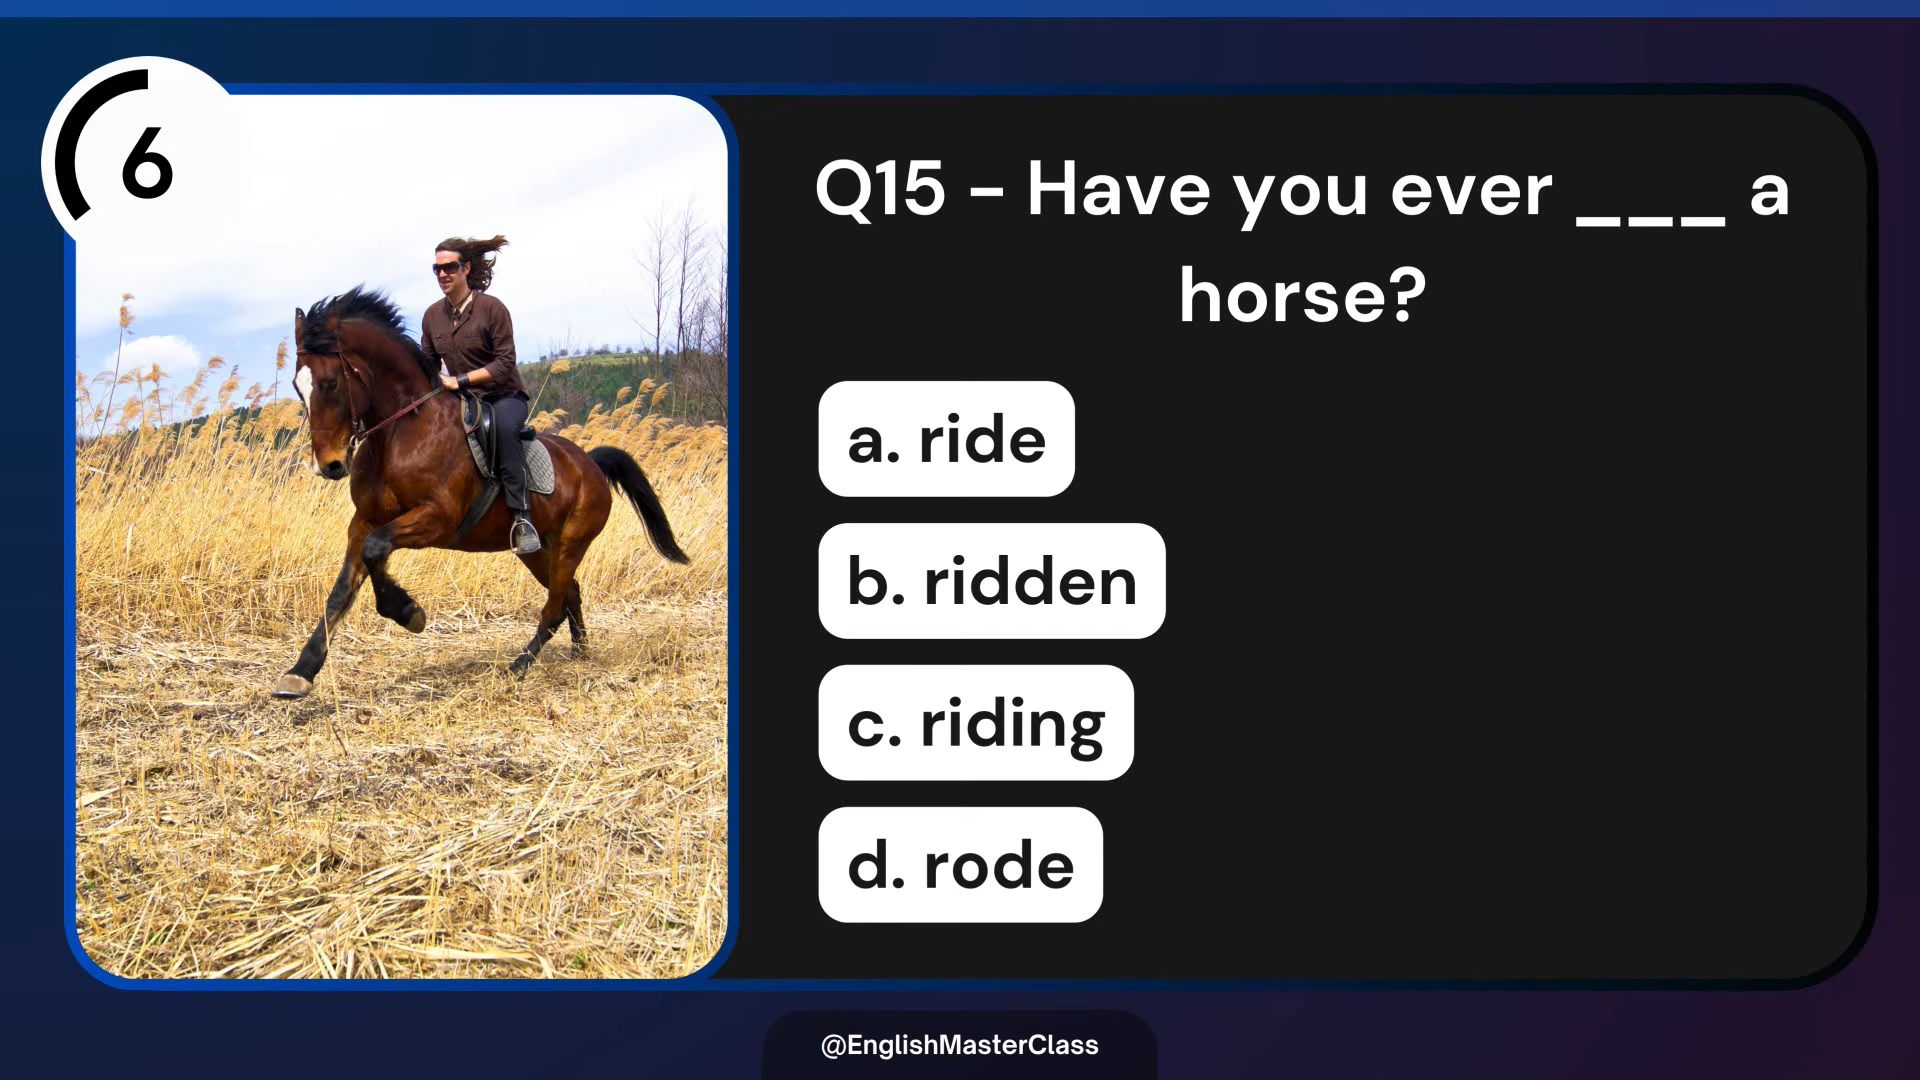 6
Q15 - Have you ever ___ a
horse?
a. ride
b. ridden
c. riding
d. rode
@EnglishMasterClass